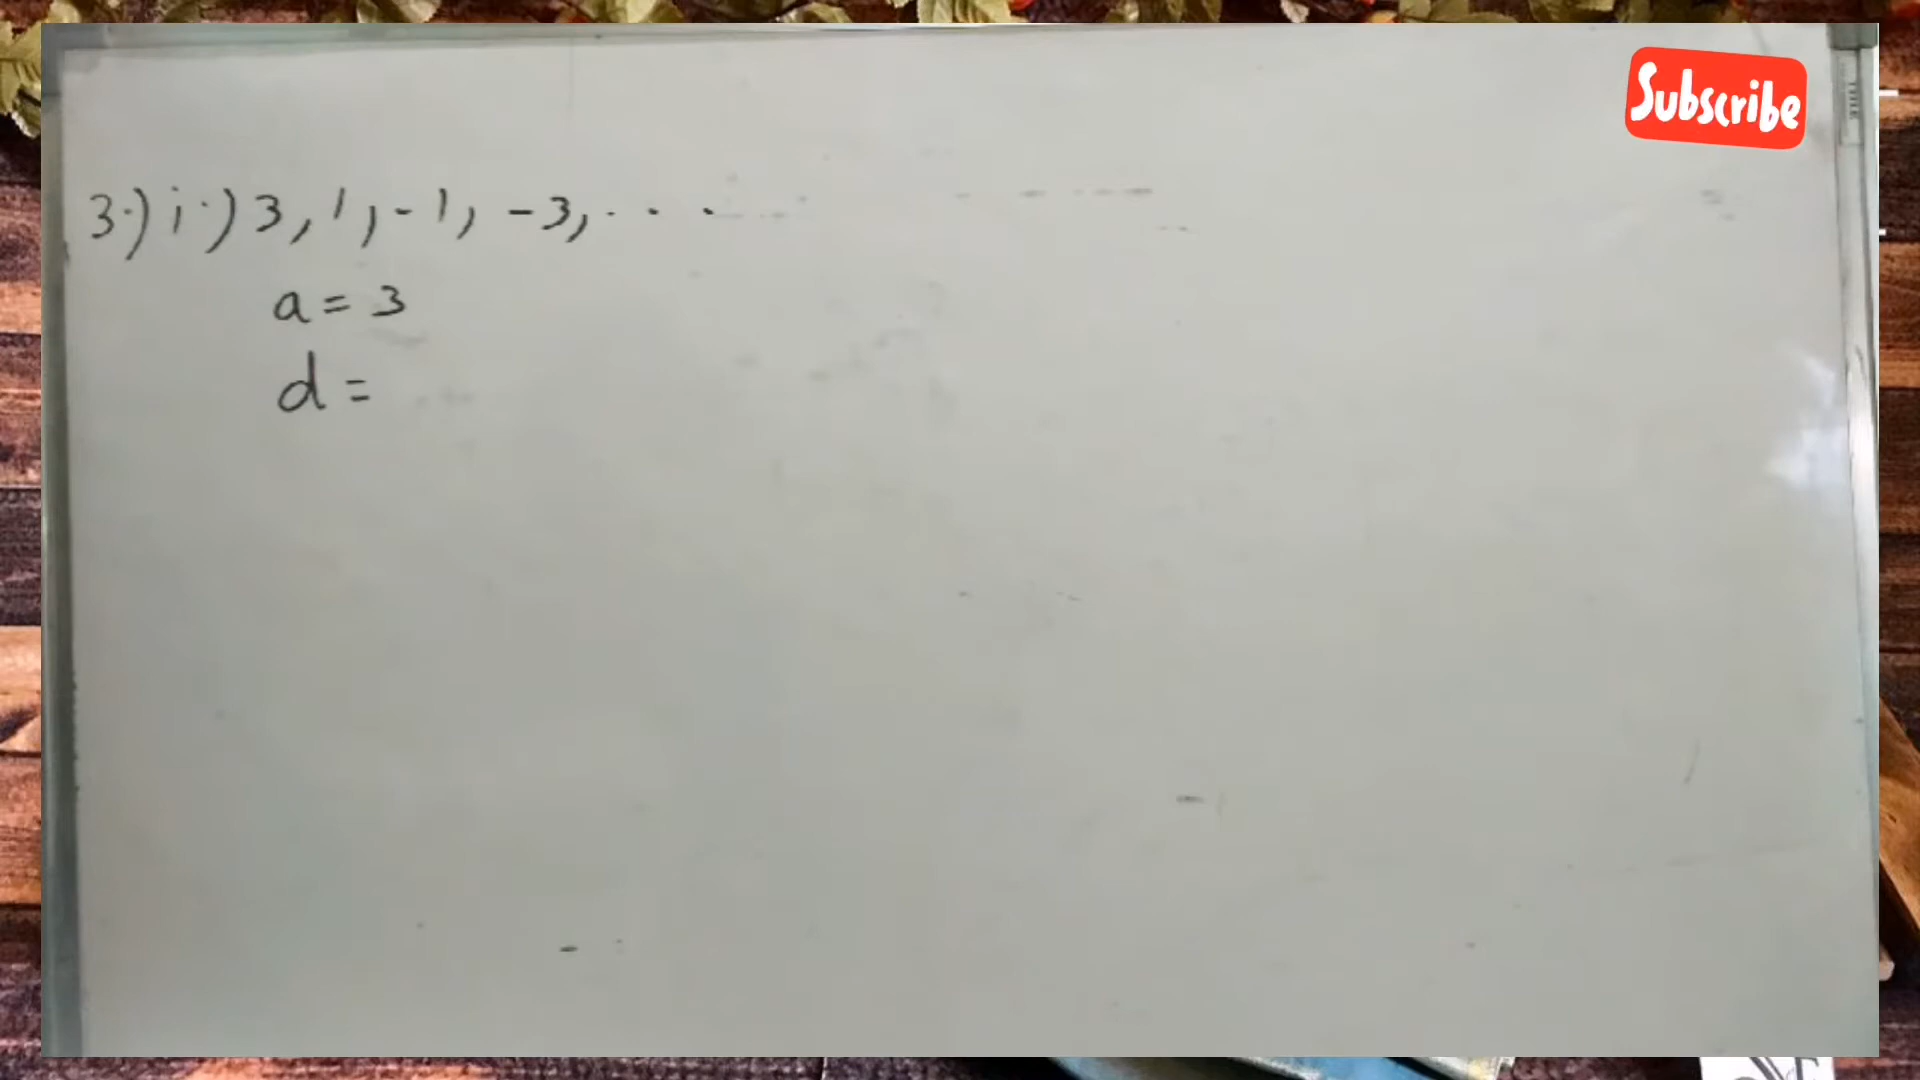 Subscribe
3.) i.) 3, 1, -1, -3, . . .
a = 3
d =